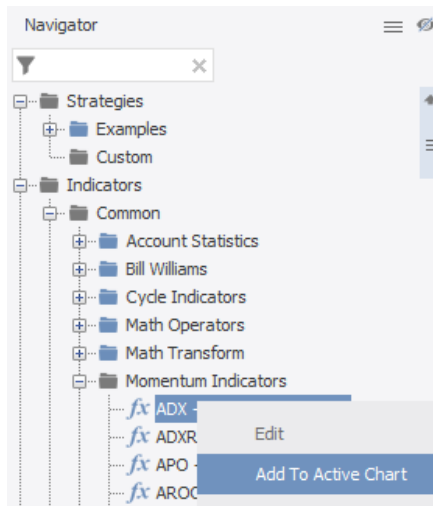 Navigator
Strategies
Examples
Custom
Indicators
Common
Account Statistics
Bill Williams
Cycle Indicators
Math Operators
Math Transform
Momentum Indicators
fx ADX -
fx ADXR
Edit
fx APO -
Add To Active Chart
fx AROO